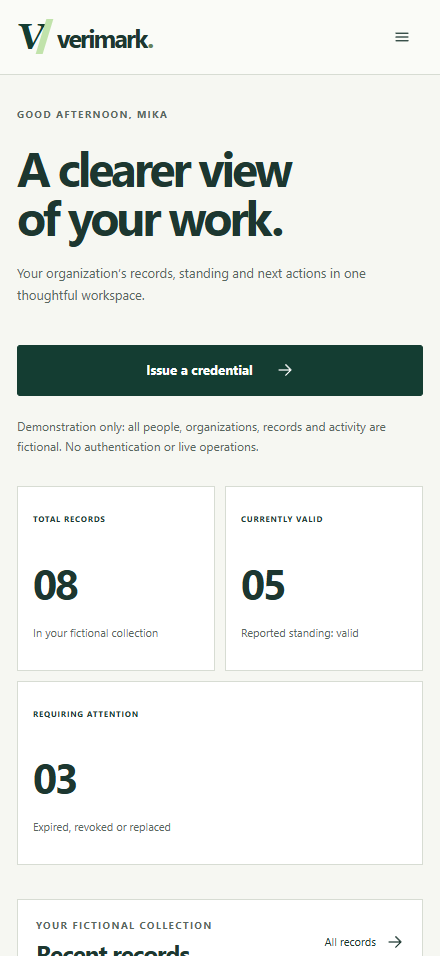 V verimark.
GOOD AFTERNOON, MIKA
A clearer view
of your work.
Your organization's records, standing and next actions in one
thoughtful workspace.
Issue a credential
Demonstration only: all people, organizations, records and activity are
fictional. No authentication or live operations.
TOTAL RECORDS
08
In your fictional collection
CURRENTLY VALID
05
Reported standing: valid
REQUIRING ATTENTION
03
Expired, revoked or replaced
YOUR FICTIONAL COLLECTION
Recent records
All records